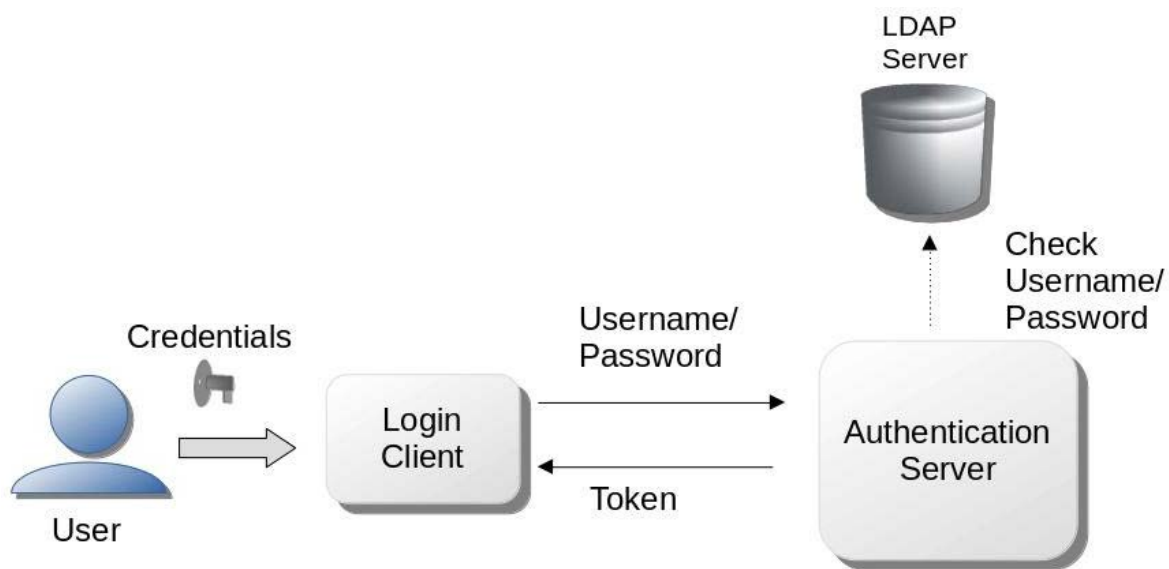 LDAP
Server
Check
Username/
Password
Credentials
Username/
Password
Login
Client
Authentication
Server
Token
User